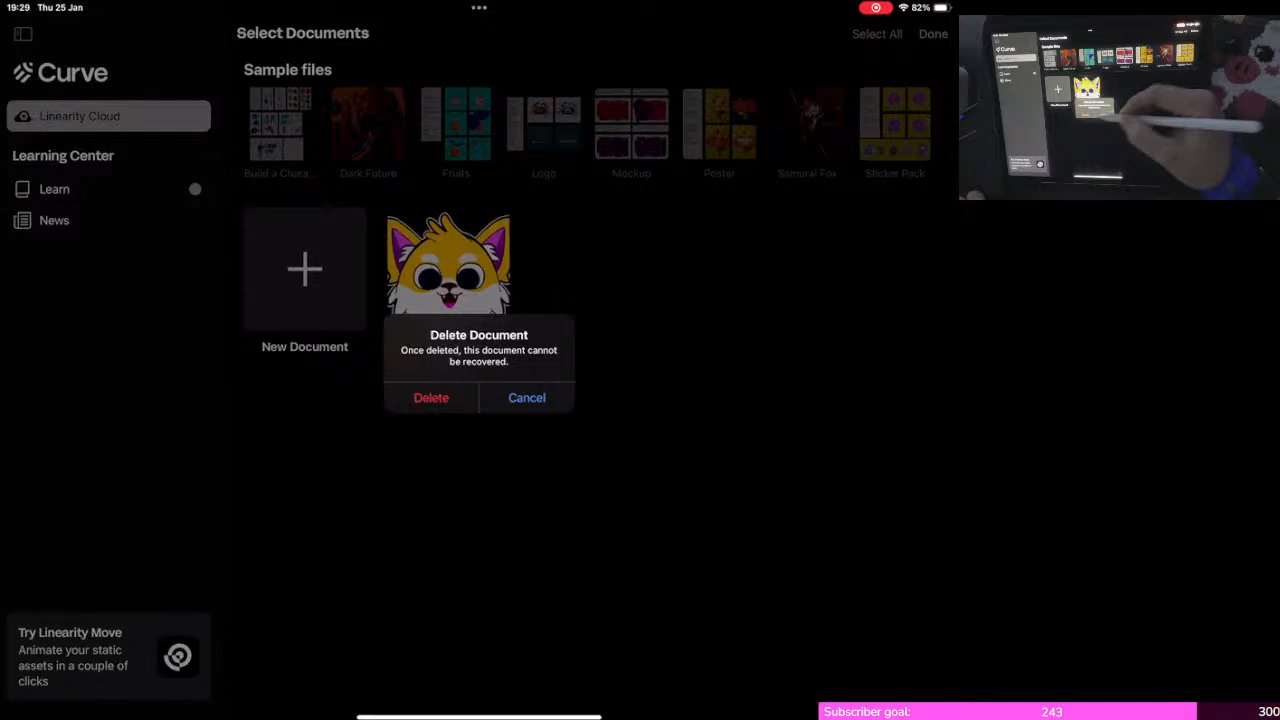 19:29 Thu 25 Jan
82%
Curve
Linearity Cloud
Learning Center
Learn
News
Try Linearity Move
Animate your static
assets in a couple of
clicks
Select Documents
Select All
Done
Sample files
Build a Chara...
Dark Future
Fruits
Logo
Mockup
Poster
Samurai Fox
Sticker Pack
New Document
Delete Document
Once deleted, this document cannot
be recovered.
Delete
Cancel
Subscriber goal:
243
300